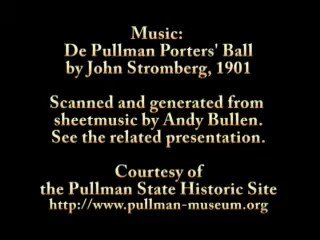 Music:
De Pullman Porters' Ball
by John Stromberg, 1901
Scanned and generated from
sheetmusic by Andy Bullen.
See the related presentation.
Courtesy of
the Pullman State Historic Site
http://www.pullman-museum.org